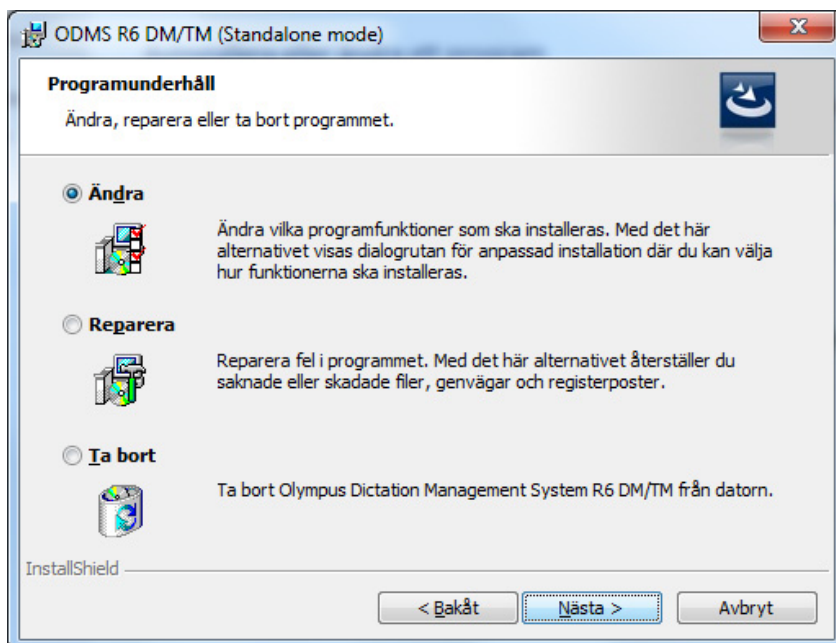 ODMS R6 DM/TM (Standalone mode)
Programunderhåll
Ändra, reparera eller ta bort programmet.
Ändra
Ändra vilka programfunktioner som ska installeras. Med det här
alternativet visas dialogrutan för anpassad installation där du kan välja
hur funktionerna ska installeras.
Reparera
Reparera fel i programmet. Med det här alternativet återställer du
saknade eller skadade filer, genvägar och registerposter.
Ta bort
Ta bort Olympus Dictation Management System R6 DM/TM från datorn.
InstallShield
< Bakåt
Nästa >
Avbryt